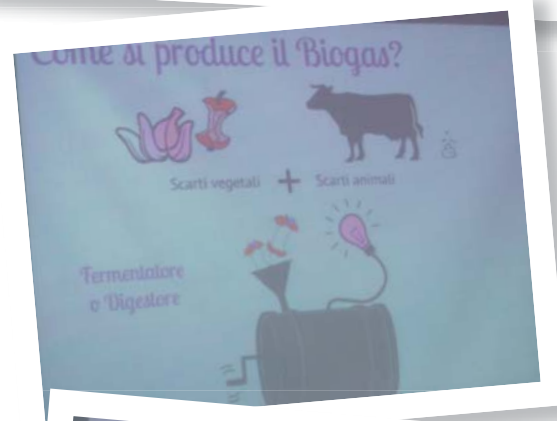 Come si produce il Biogas?
Scarti vegetali + Scarti animali
Fermentatore
o Digestore